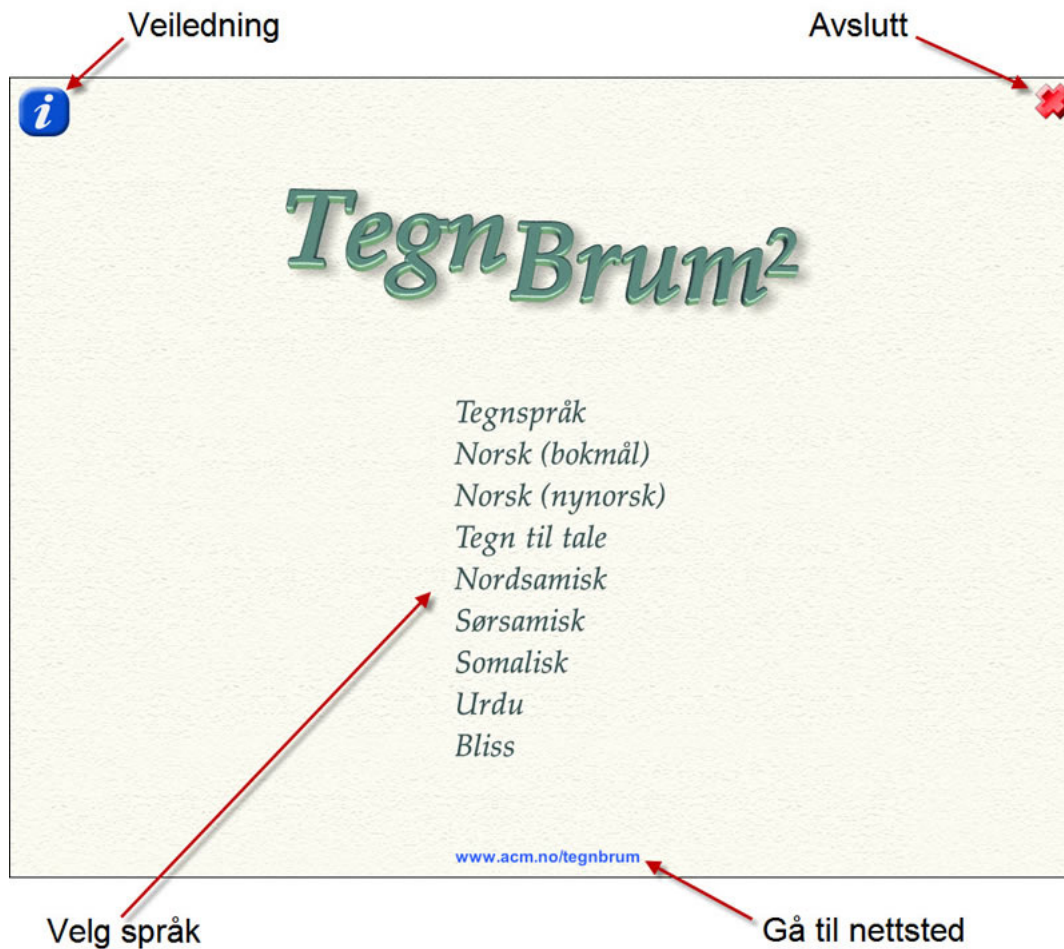 Veiledning
Avslutt
i
TegnBrum²
Tegnspråk
Norsk (bokmål)
Norsk (nynorsk)
Tegn til tale
Nordsamisk
Sørsamisk
Somalisk
Urdu
Bliss
www.acm.no/tegnbrum
Velg språk
Gå til nettsted